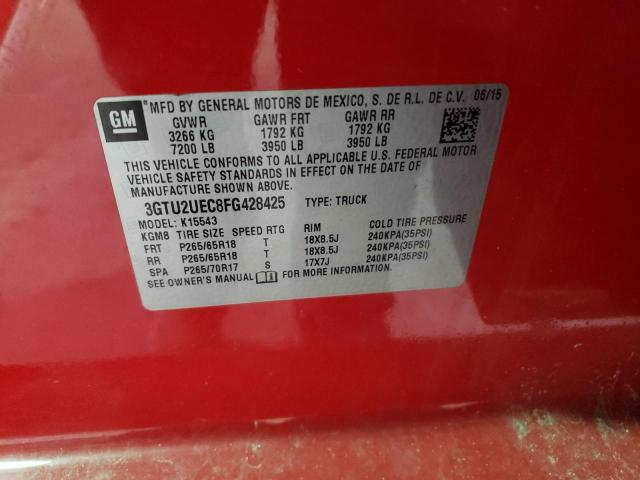 GM
MFD BY GENERAL MOTORS DE MEXICO, S. DE R.L. DE C.V. 06/15
GVWR GAWR FRT GAWR RR
3266 KG 1792 KG 1792 KG
7200 LB 3950 LB 3950 LB
THIS VEHICLE CONFORMS TO ALL APPLICABLE U.S. FEDERAL MOTOR
VEHICLE SAFETY STANDARDS IN EFFECT ON THE DATE OF
MANUFACTURE SHOWN ABOVE.
3GTU2UEC8FG428425 TYPE: TRUCK
MODEL: K15543
KGM8 TIRE SIZE SPEED RTG RIM COLD TIRE PRESSURE
FRT P265/65R18 T 18X8.5J 240KPA(35PSI)
RR P265/65R18 T 18X8.5J 240KPA(35PSI)
SPA P265/70R17 S 17X7J 240KPA(35PSI)
SEE OWNER'S MANUAL FOR MORE INFORMATION